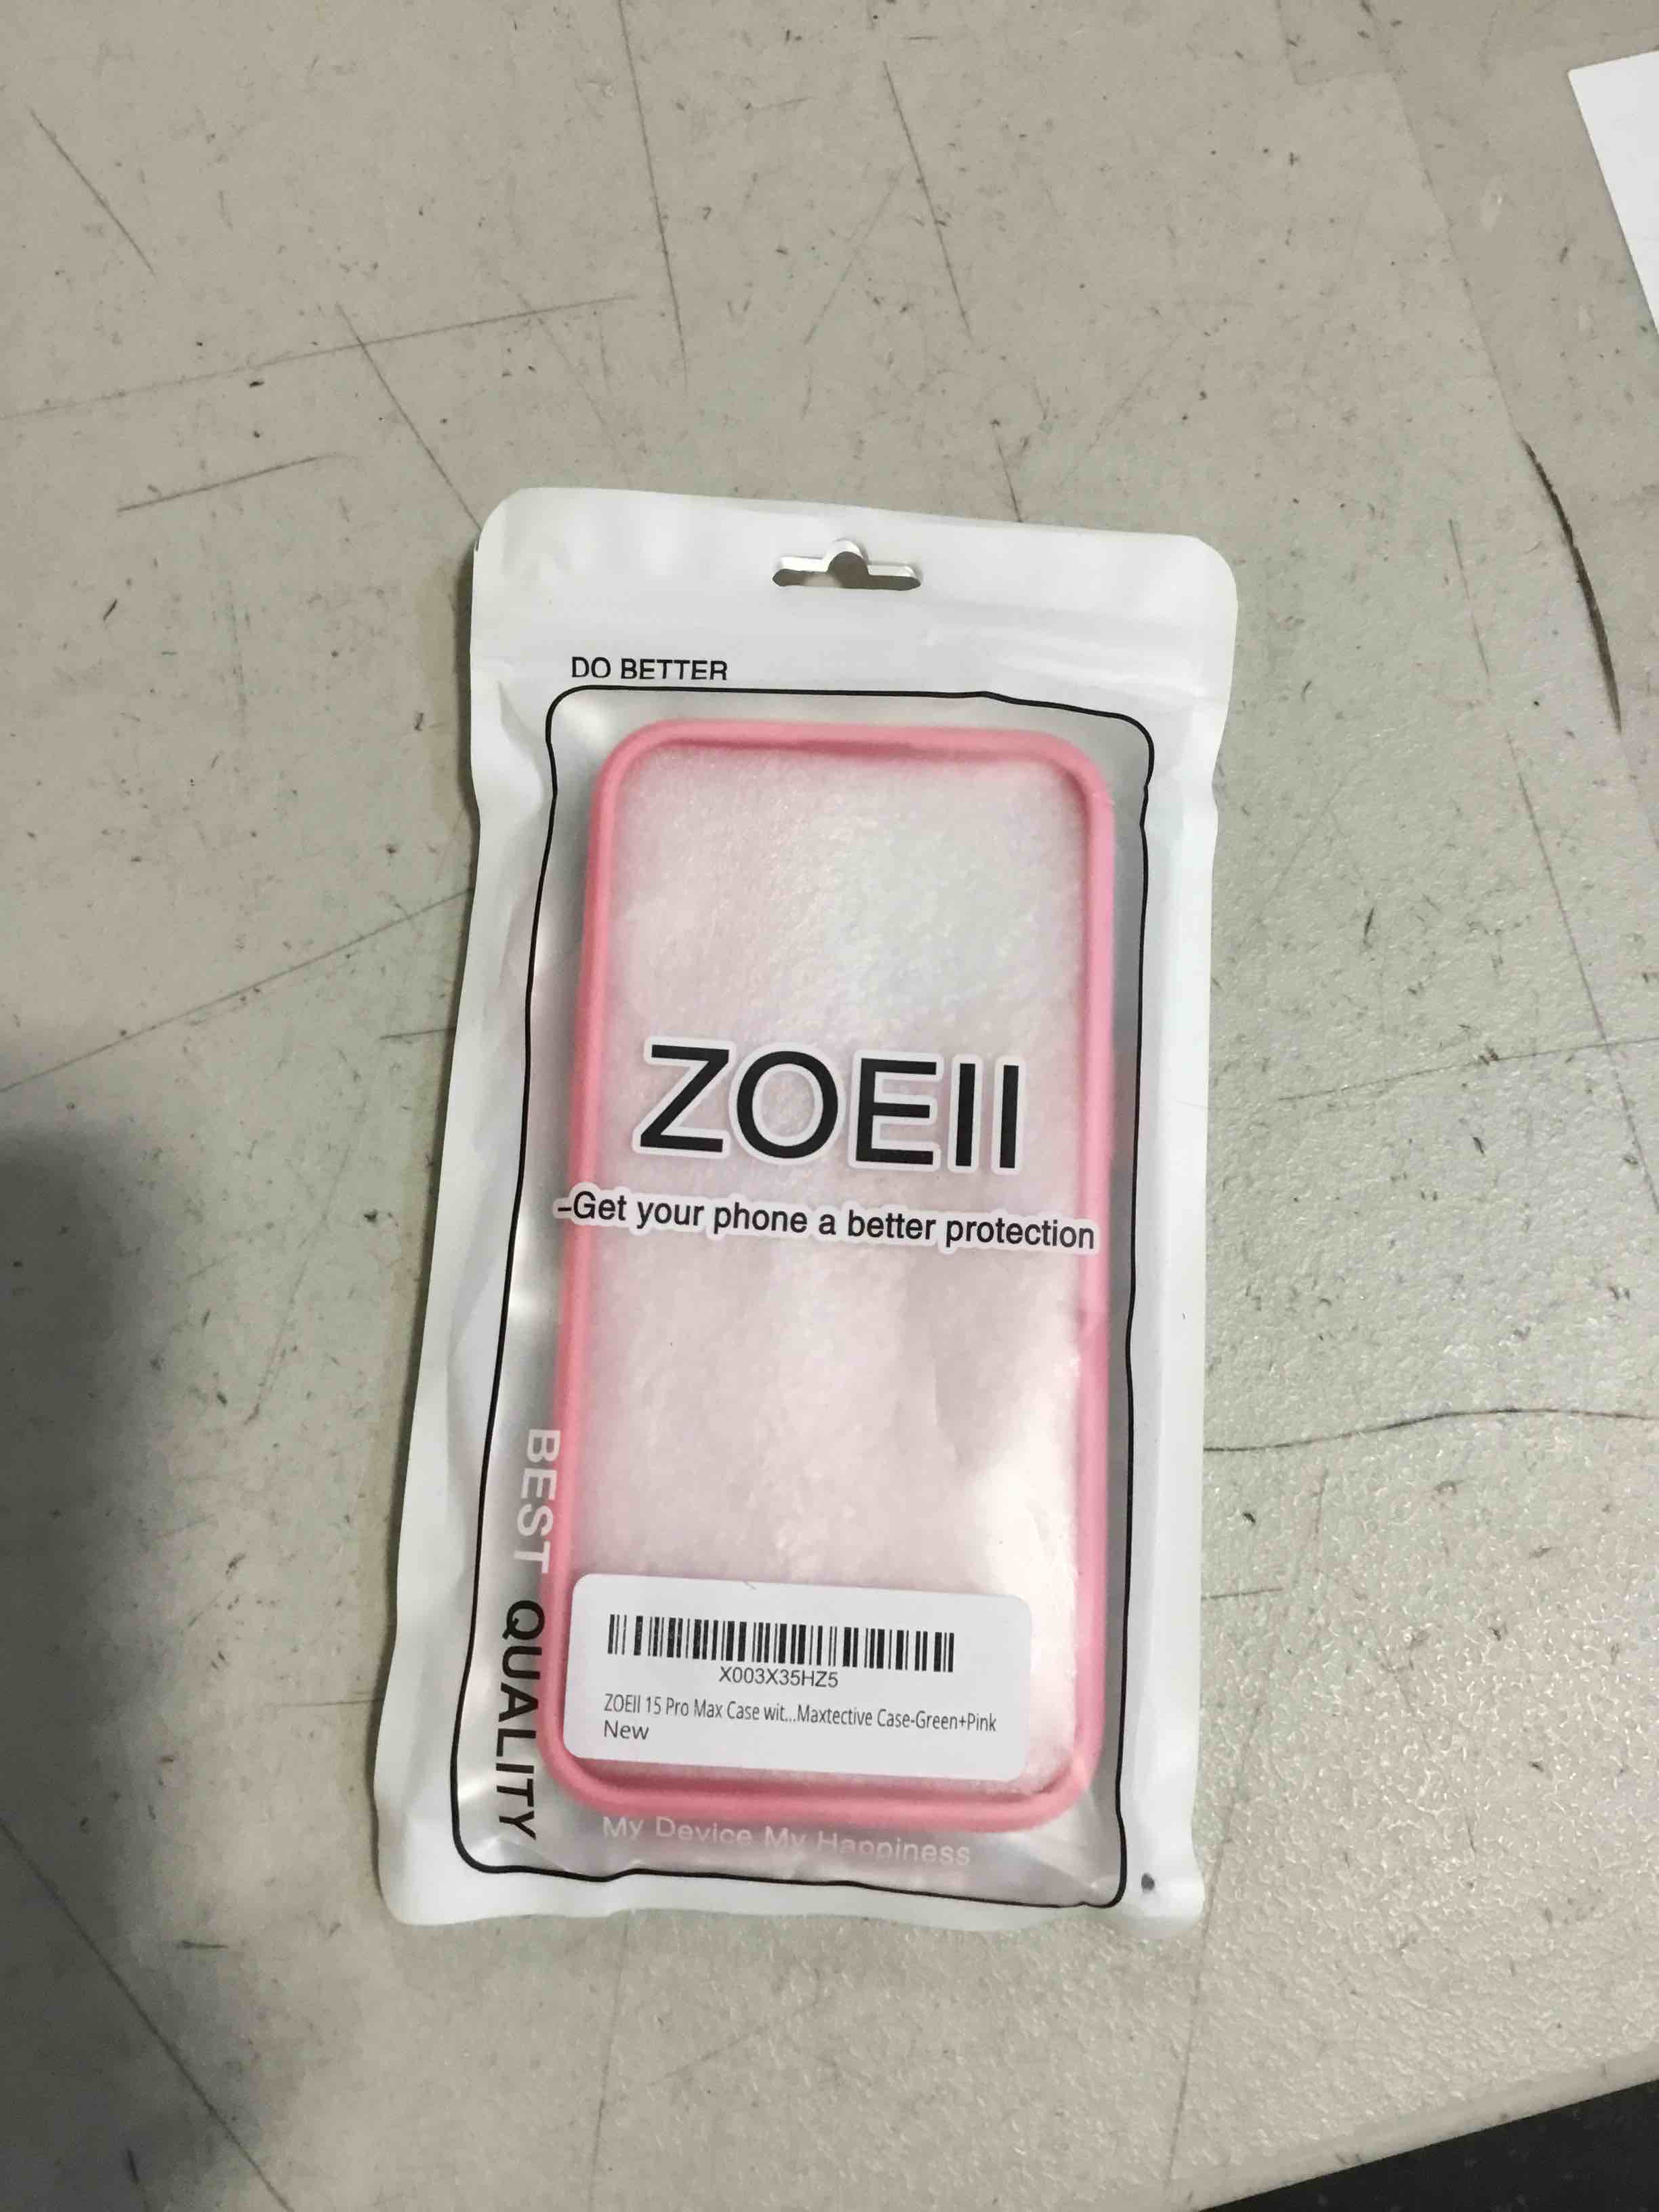 DO BETTER
ZOEII
-Get your phone a better protection
BEST QUALITY
X003X35HZ5
ZOEII 15 Pro Max Case wit...Maxtective Case-Green+Pink
New
My Device My Happiness